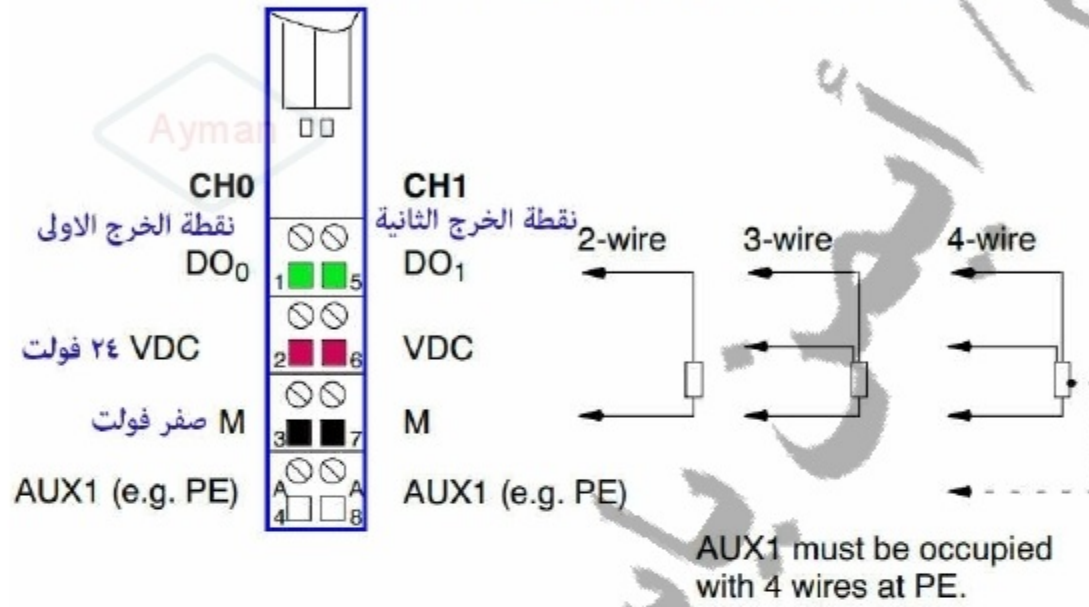 Ayman
CH0
CH1
نقطة الخرج الاولى
نقطة الخرج الثانية
2-wire
3-wire
4-wire
DO0
DO1
1
5
٢٤ فولت
VDC
VDC
2
6
صفر فولت
M
M
3
7
AUX1 (e.g. PE)
AUX1 (e.g. PE)
A
A
4
8
AUX1 must be occupied
with 4 wires at PE.